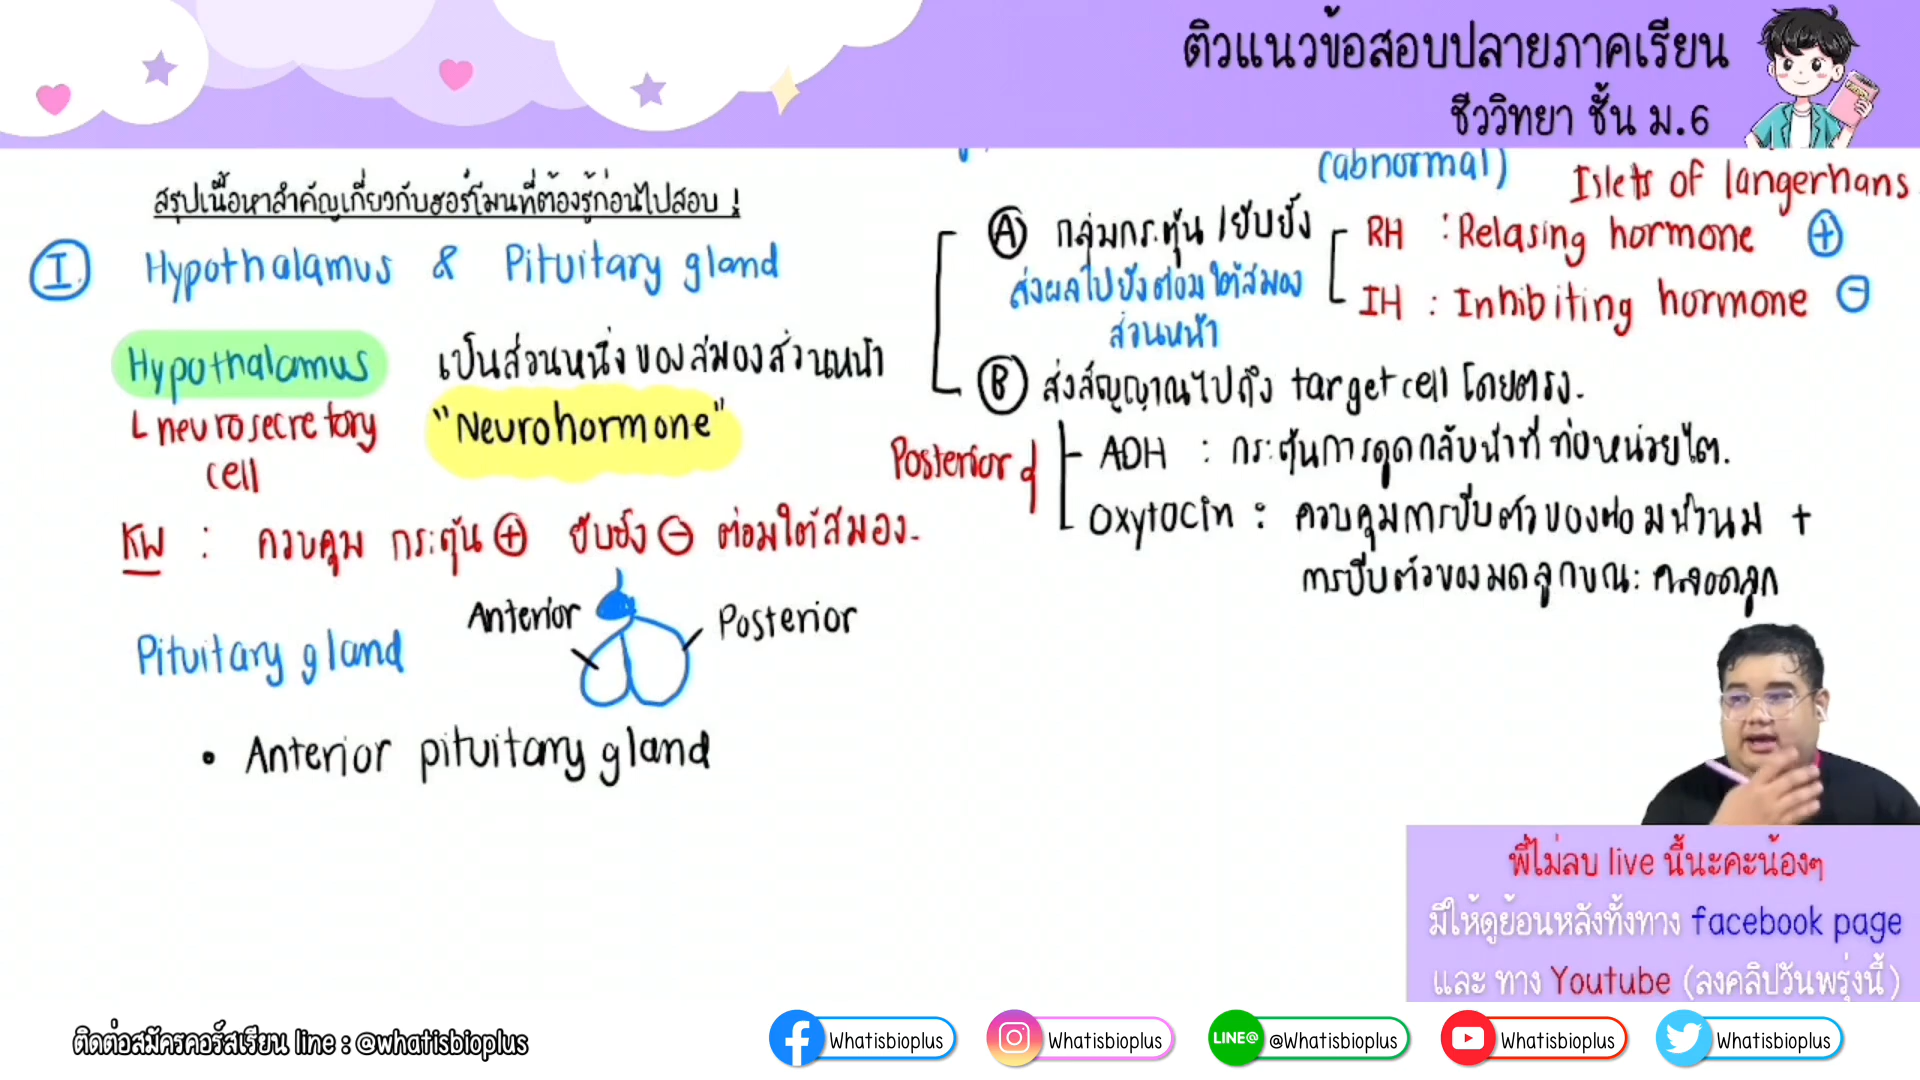 ติวแนวข้อสอบปลายภาคเรียน
ชีววิทยา ชั้น ม.6
สรุปเนื้อหาสำคัญเกี่ยวกับฮอร์โมนที่ต้องรู้ก่อนไปสอบ !
I. Hypothalamus & Pituitary gland
Hypothalamus เป็นส่วนหนึ่งของสมองส่วนหน้า
neurosecretory cell
"Neurohormone"
KW : ควบคุม กระตุ้น + ยับยั้ง - ต่อมใต้สมอง.
Pituitary gland
Anterior
Posterior
• Anterior pituitary gland
(abnormal)
Islets of langerhans
A กลุ่มกระตุ้น / ยับยั้ง
ส่งผลไปยังต่อมใต้สมอง
ส่วนหน้า
RH : Relasing hormone +
IH : Inhibiting hormone -
B ส่งสัญญาณไปถึง target cell โดยตรง.
Posterior
ADH : กระตุ้นการดูดกลับน้ำที่ท่อหน่วยไต.
Oxytocin : ควบคุมการบีบตัวของต่อมน้ำนม +
การบีบตัวของมดลูกขณะคลอดลูก
พี่ไม่ลบ live นี้นะคะน้องๆ
มีให้ดูย้อนหลังทั้งทาง facebook page
และ ทาง Youtube (ลงคลิปวันพรุ่งนี้)
ติดต่อสมัครคอร์สเรียน line : @whatisbioplus
Whatisbioplus
Whatisbioplus
LINE@ @Whatisbioplus
Whatisbioplus
Whatisbioplus